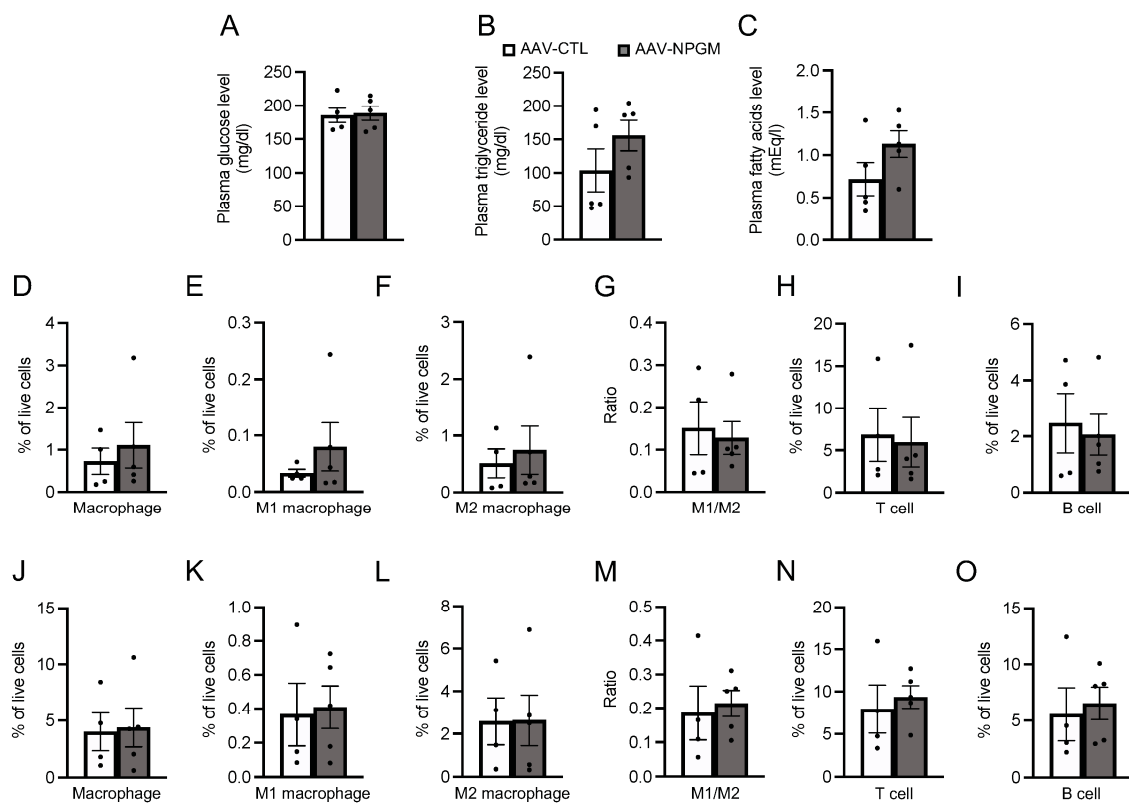 A
B
C
AAV-CTL
AAV-NPGM
Plasma glucose level
(mg/dl)
250
200
150
100
50
0
Plasma triglyceride level
(mg/dl)
250
200
150
100
50
0
Plasma fatty acids level
(mEq/l)
2.0
1.5
1.0
0.5
0.0
D
E
F
G
H
I
% of live cells
4
3
2
1
0
Macrophage
% of live cells
0.3
0.2
0.1
0.0
M1 macrophage
% of live cells
3
2
1
0
M2 macrophage
Ratio
0.4
0.3
0.2
0.1
0.0
M1/M2
% of live cells
20
15
10
5
0
T cell
% of live cells
6
4
2
0
B cell
J
K
L
M
N
O
% of live cells
15
10
5
0
Macrophage
% of live cells
1.0
0.8
0.6
0.4
0.2
0.0
M1 macrophage
% of live cells
8
6
4
2
0
M2 macrophage
Ratio
0.5
0.4
0.3
0.2
0.1
0.0
M1/M2
% of live cells
20
15
10
5
0
T cell
% of live cells
15
10
5
0
B cell